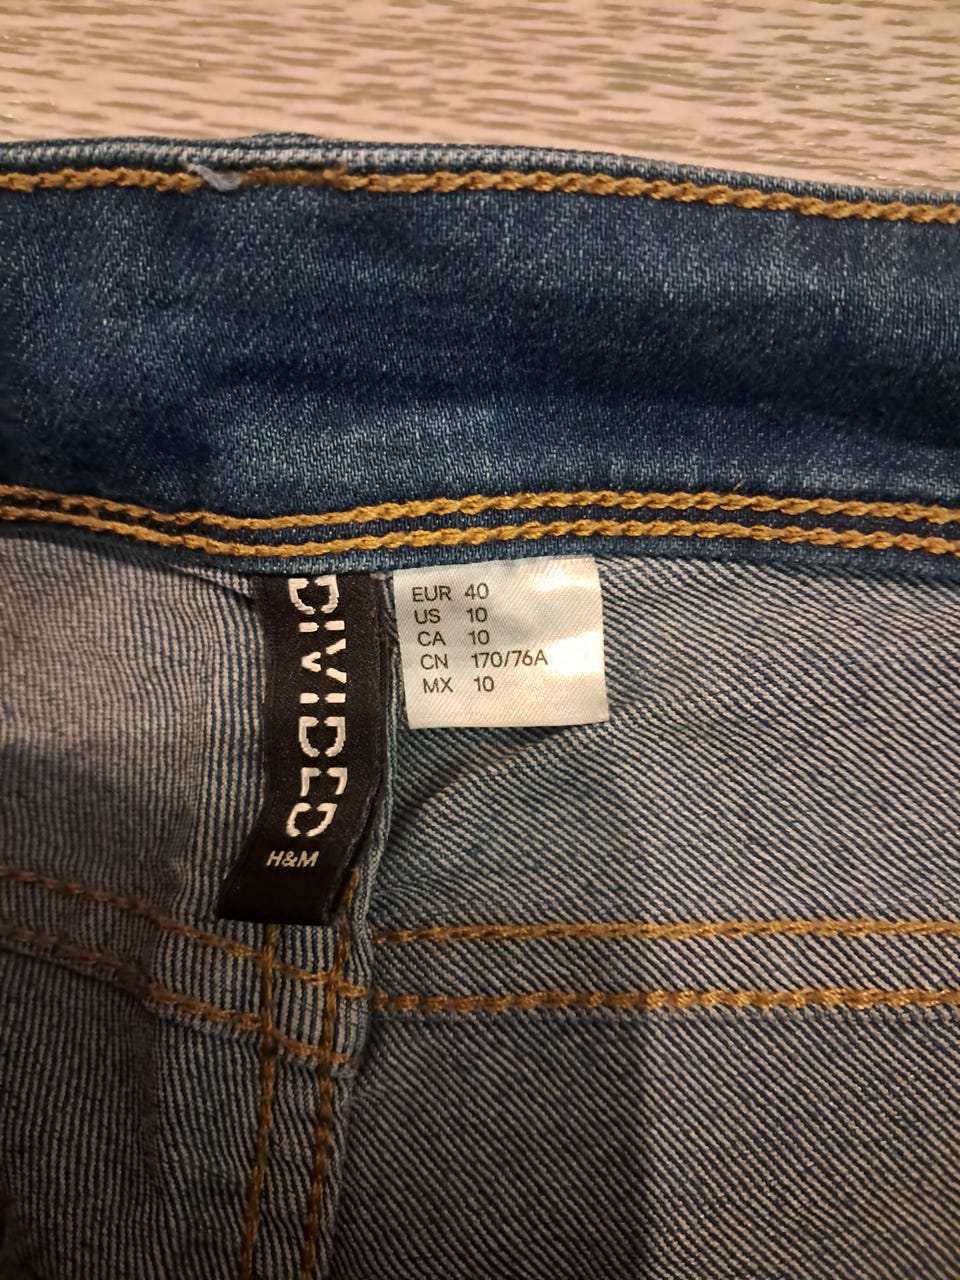 DIVIDED
H&M
EUR 40
US 10
CA 10
CN 170/76A
MX 10